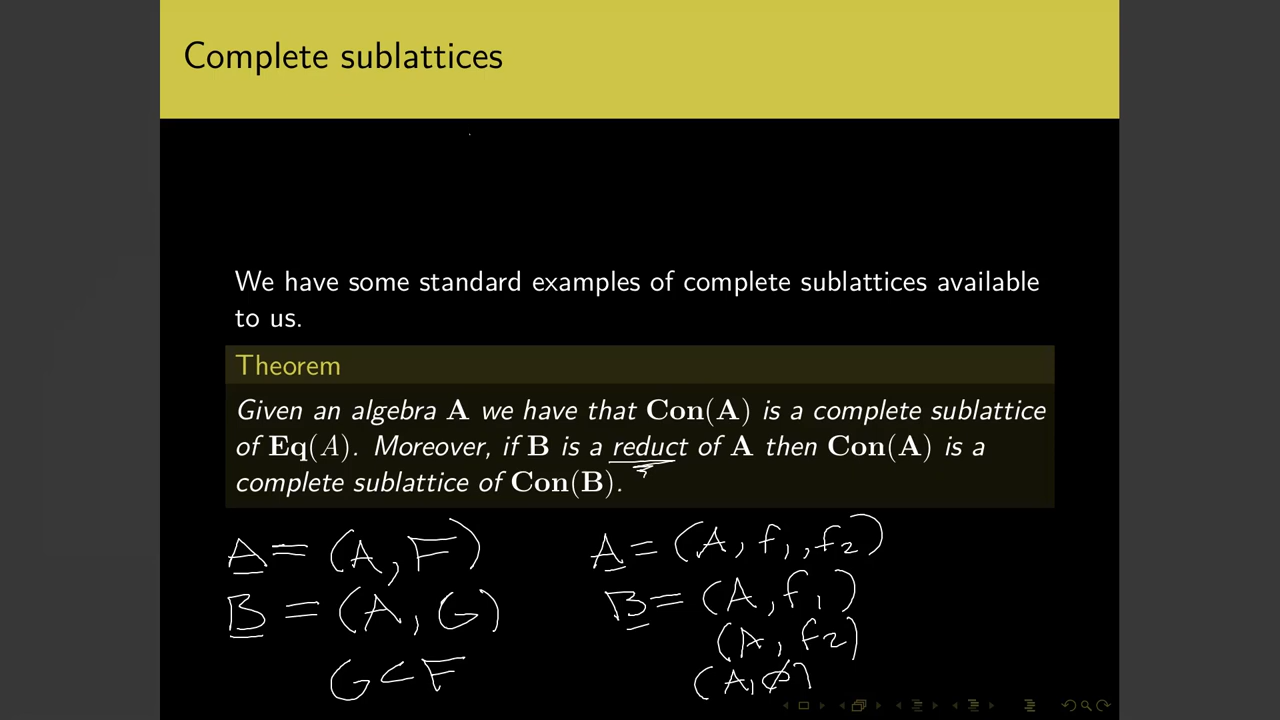 Complete sublattices
We have some standard examples of complete sublattices available
to us.
Theorem
Given an algebra A we have that Con(A) is a complete sublattice
of Eq(A). Moreover, if B is a reduct of A then Con(A) is a
complete sublattice of Con(B).
A = (A, F)
B = (A, G)
G ⊂ F
A = (A, f₁, f₂)
B = (A, f₁)
(A, f₂)
(A, ∅)